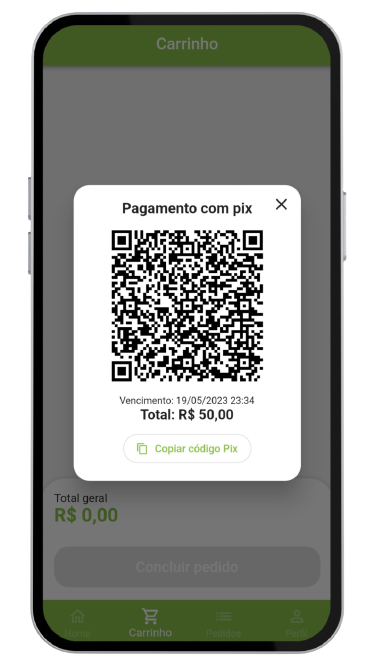 Carrinho
Pagamento com pix
Vencimento: 19/05/2023 23:34
Total: R$ 50,00
Copiar código Pix
Total geral
R$ 0,00
Concluir pedido
Home
Carrinho
Pedidos
Perfil